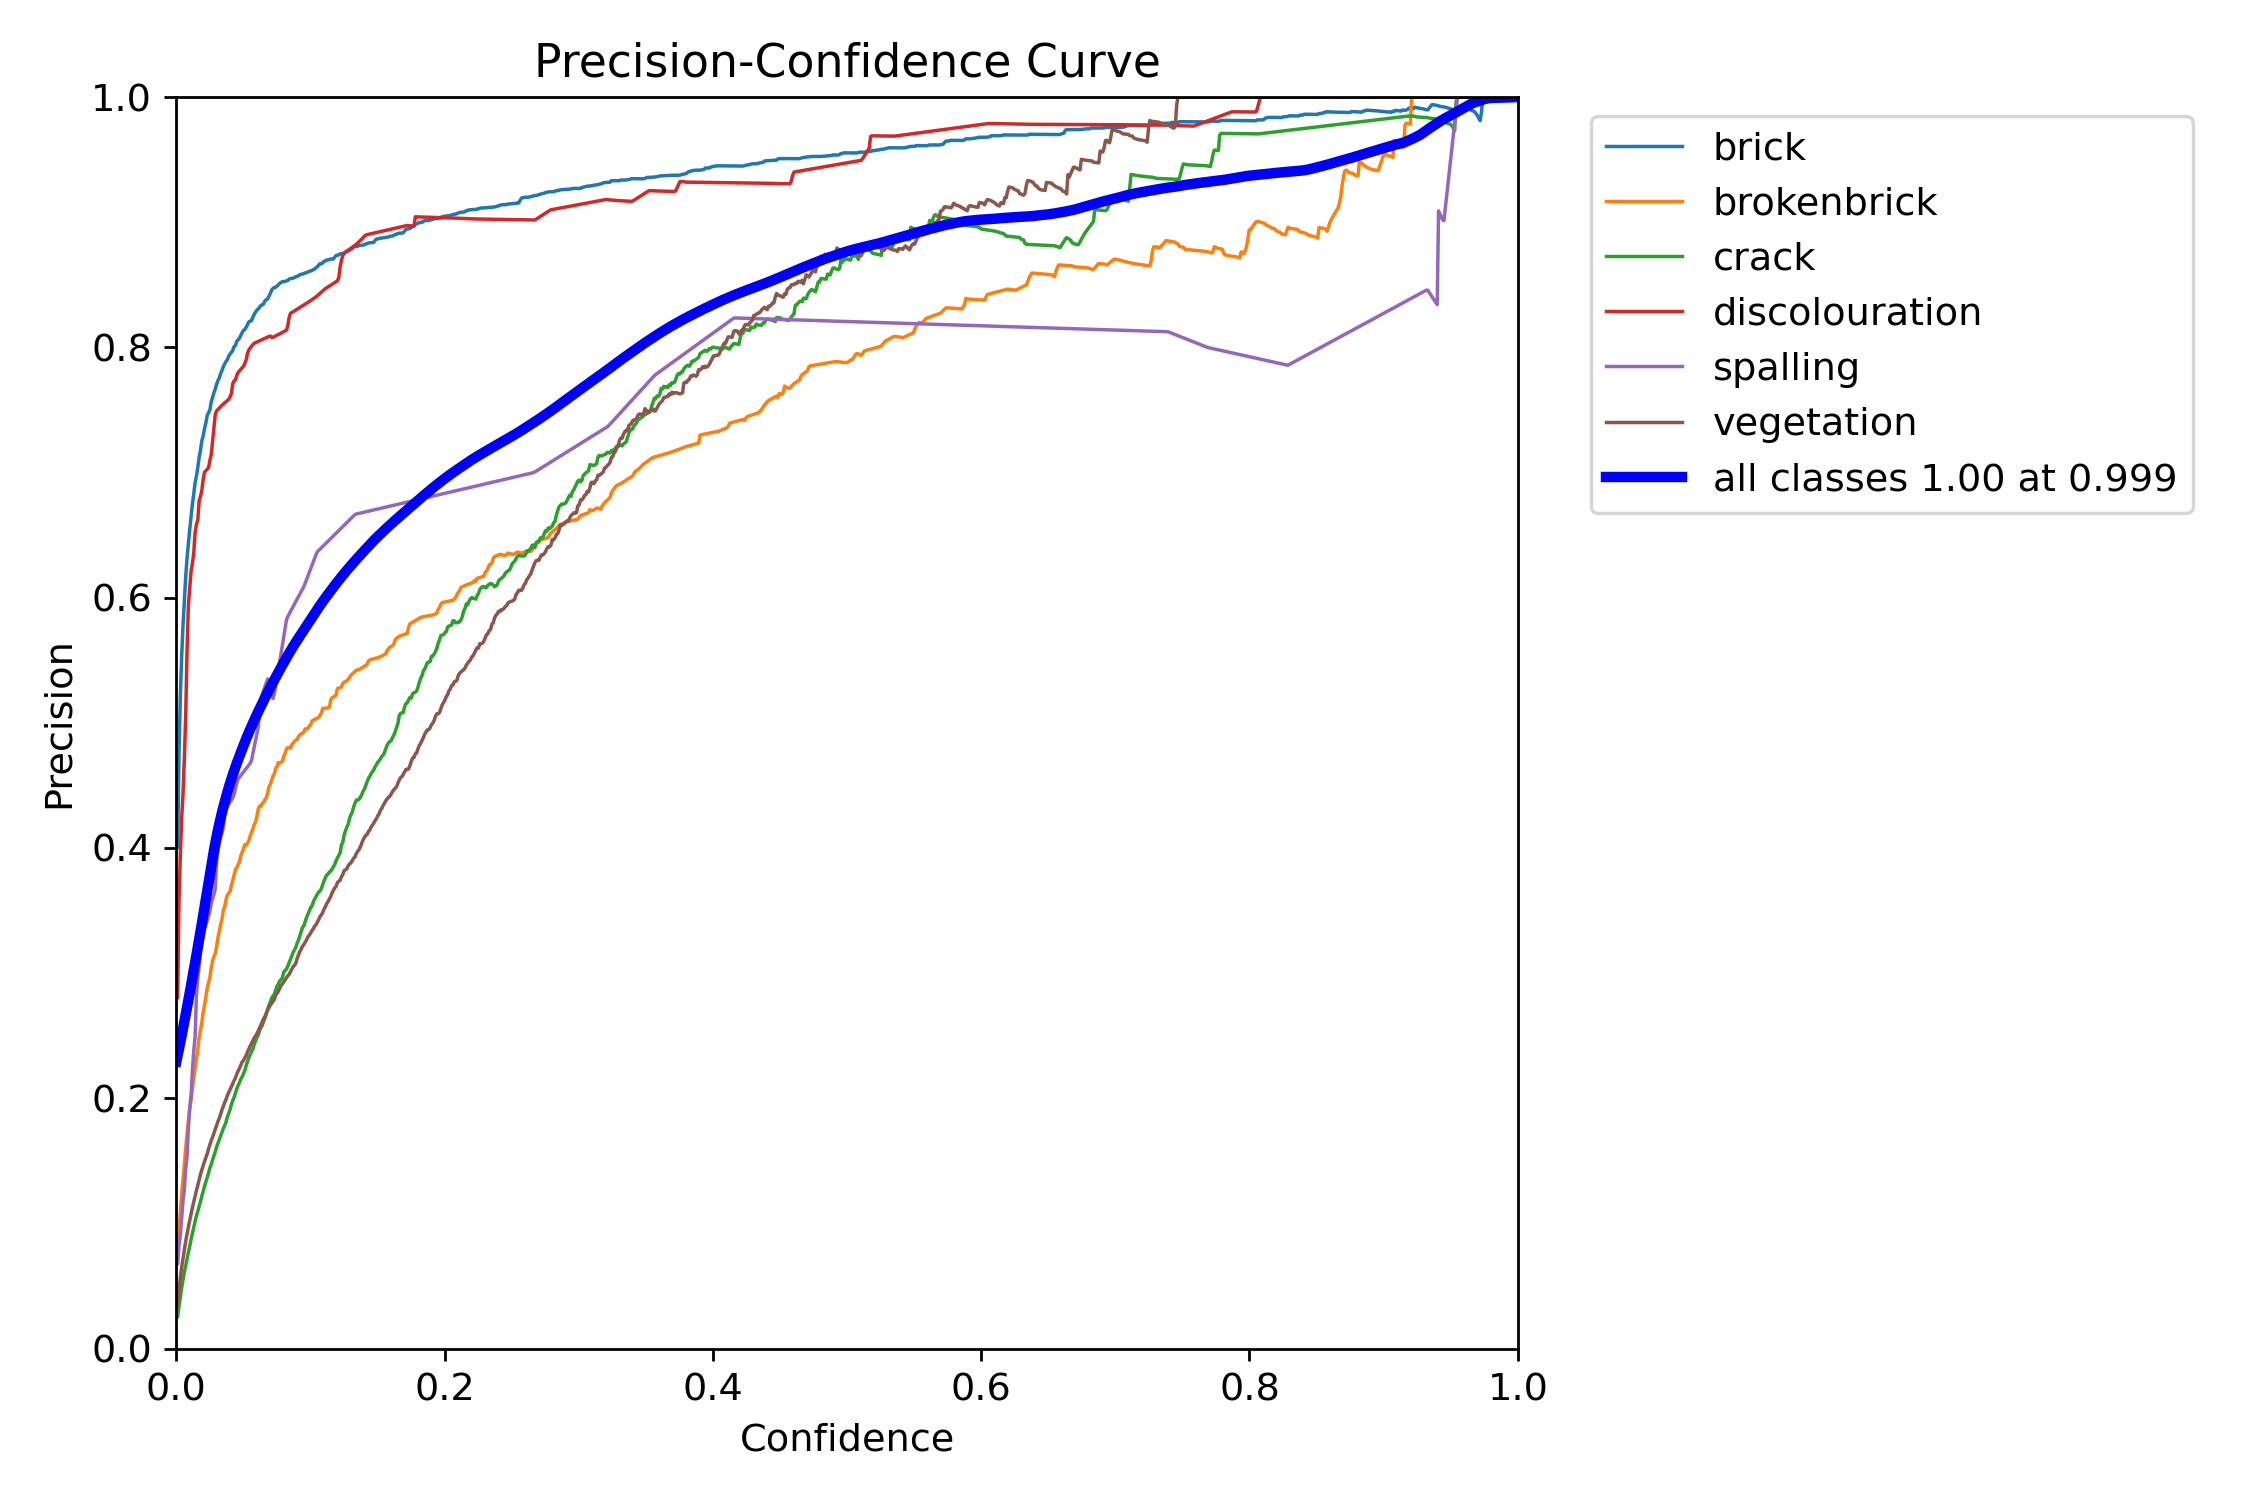 Precision-Confidence Curve
1.0
0.8
0.6
0.4
0.2
0.0
Precision
0.0 0.2 0.4 0.6 0.8 1.0
Confidence
brick
brokenbrick
crack
discolouration
spalling
vegetation
all classes 1.00 at 0.999